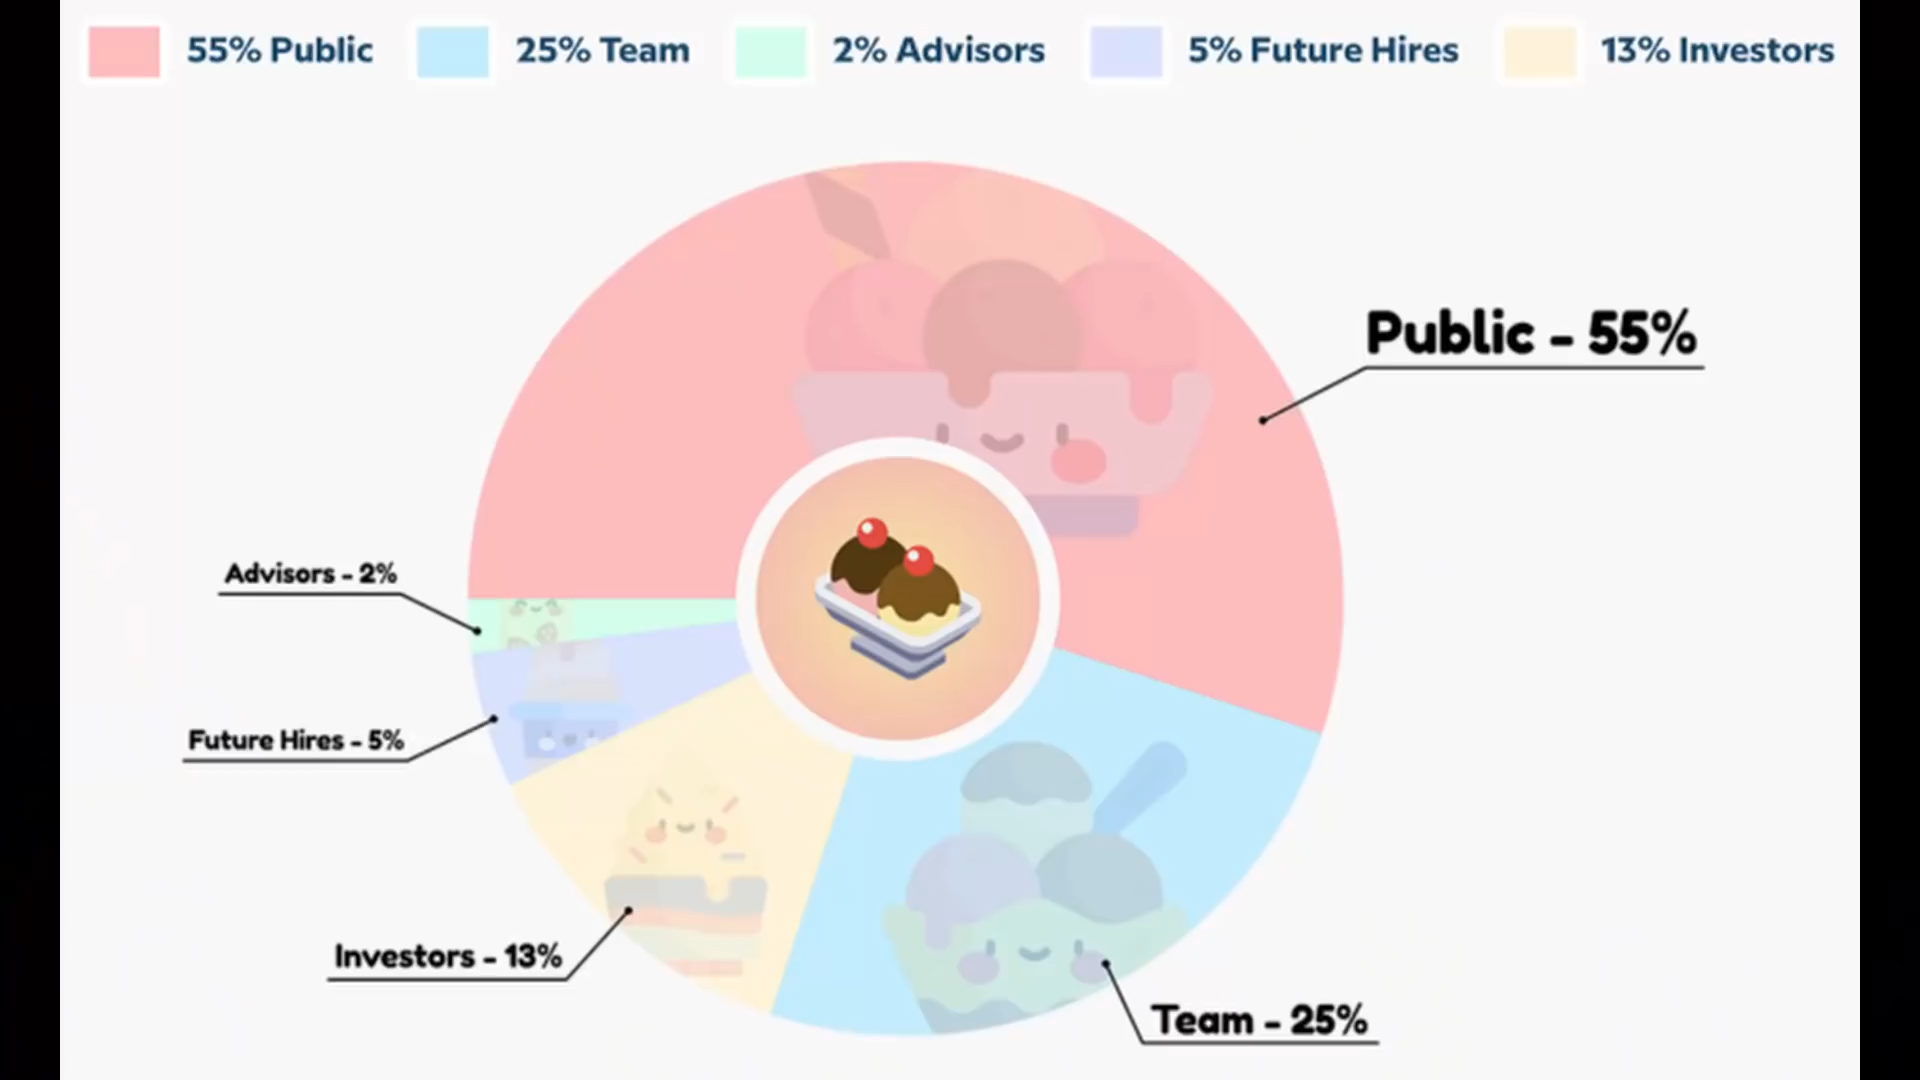 55% Public
25% Team
2% Advisors
5% Future Hires
13% Investors
Public - 55%
Advisors - 2%
Future Hires - 5%
Investors - 13%
Team - 25%